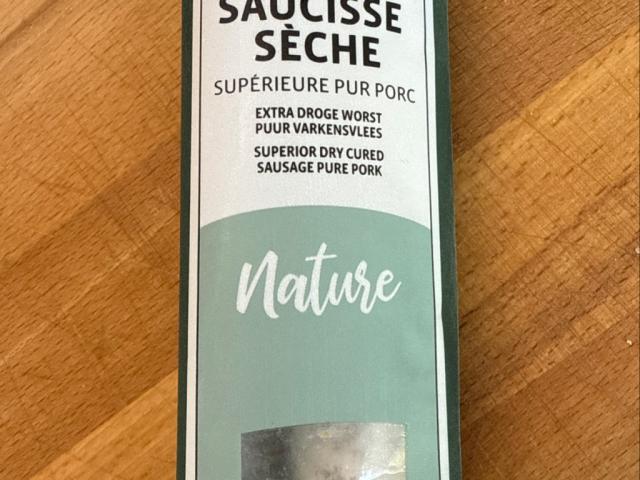 SAUCISSE
SÈCHE
SUPÉRIEURE PUR PORC
EXTRA DROGE WORST
PUUR VARKENSVLEES
SUPERIOR DRY CURED
SAUSAGE PURE PORK
Nature